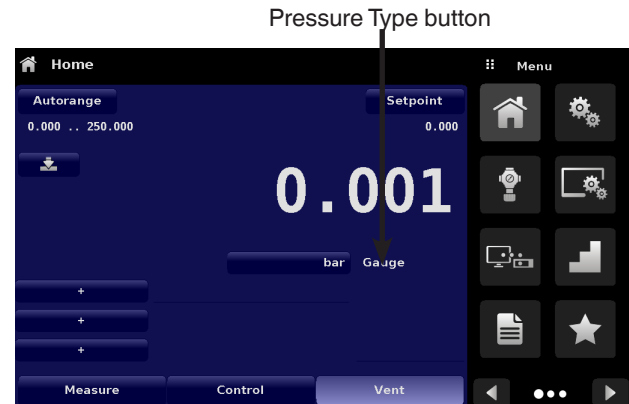 Pressure Type button
Home
Menu
Autorange
Setpoint
0.000 .. 250.000
0.000
0.001
bar
Gauge
+
+
+
Measure
Control
Vent